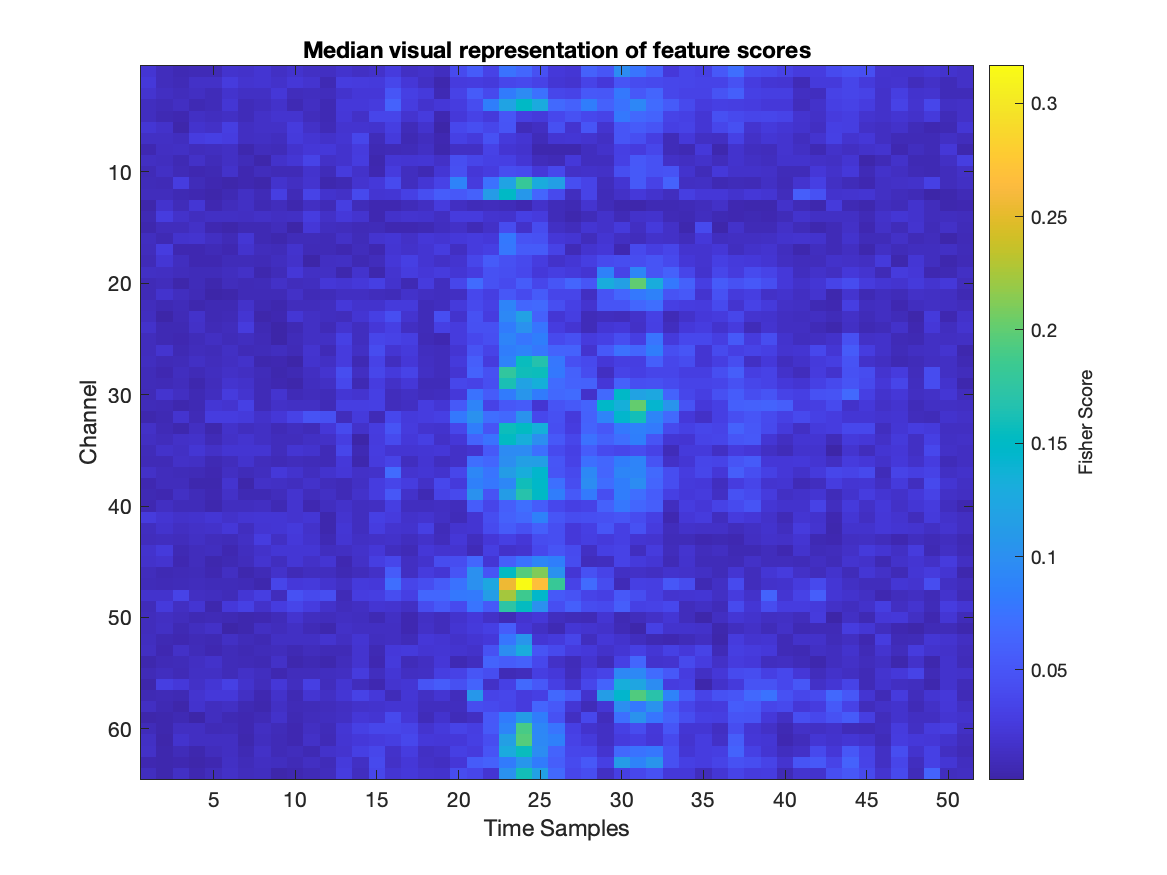 Median visual representation of feature scores
Channel
10
20
30
40
50
60
5 10 15 20 25 30 35 40 45 50
Time Samples
0.3
0.25
0.2
0.15
0.1
0.05
Fisher Score